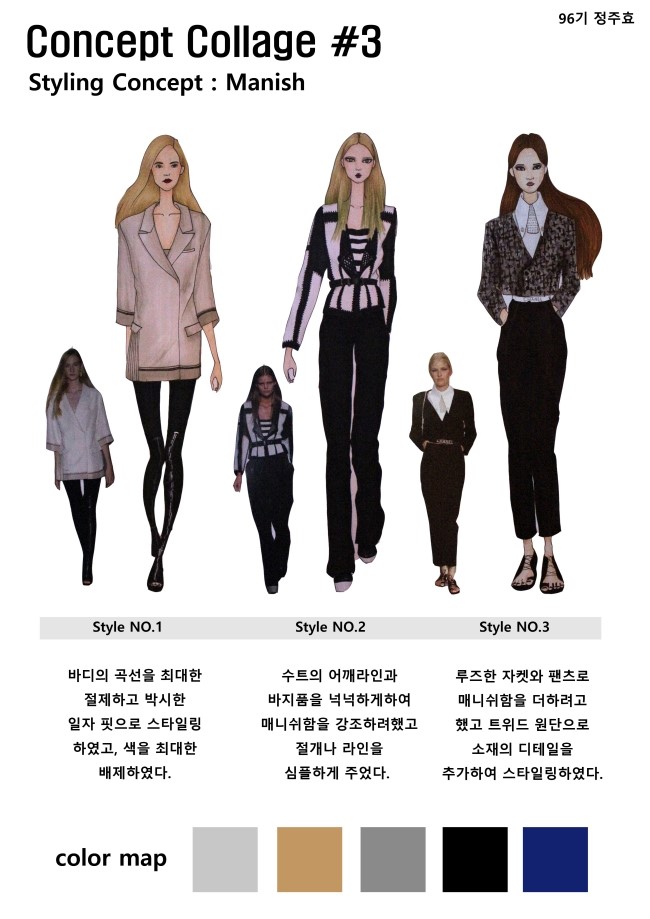 96기 정주효
Concept Collage #3
Styling Concept : Manish
Style NO.1
Style NO.2
Style NO.3
바디의 곡선을 최대한
절제하고 박시한
일자 핏으로 스타일링
하였고, 색을 최대한
배제하였다.
수트의 어깨라인과
바지품을 넉넉하게하여
매니쉬함을 강조하려했고
절개나 라인을
심플하게 주었다.
루즈한 자켓와 팬츠로
매니쉬함을 더하려고
했고 트위드 원단으로
소재의 디테일을
추가하여 스타일링하였다.
color map